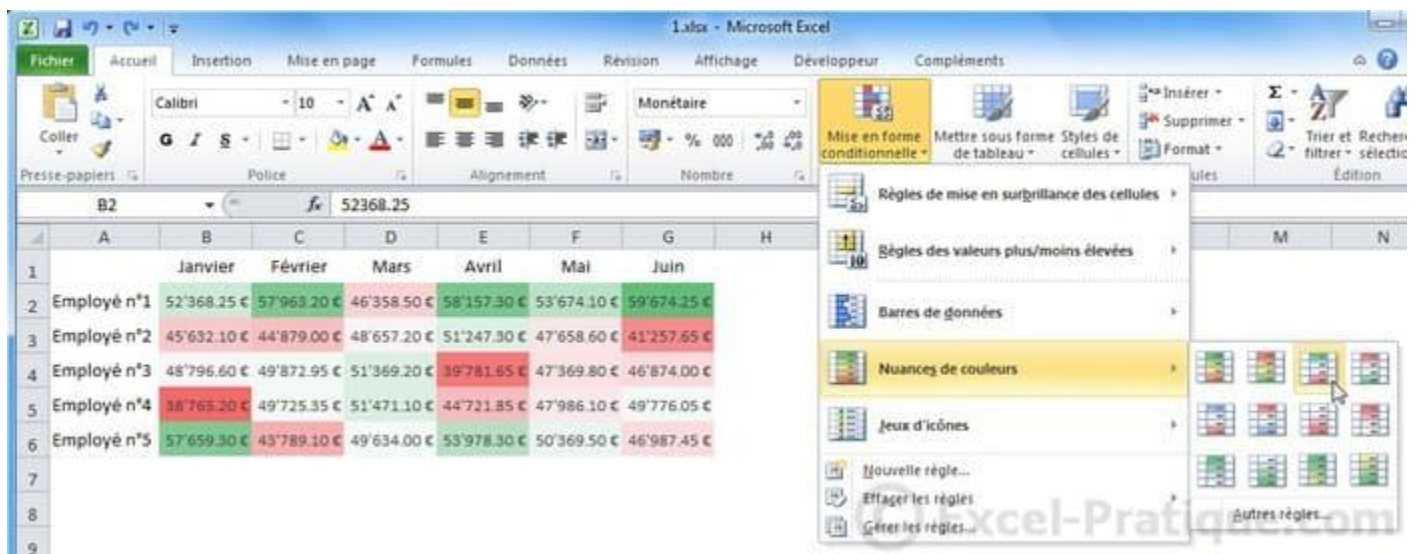 1.xlsx - Microsoft Excel
Fichier Accueil Insertion Mise en page Formules Données Révision Affichage Développeur Compléments
Calibri 10 Monétaire
Coller
G I S % 000
Mise en forme conditionnelle
Mettre sous forme de tableau
Styles de cellules
Insérer
Supprimer
Format
Trier et filtrer
Presse-papiers Police Alignement Nombre Édition
B2 fx 52368.25
A B C D E F G H M N
1 Janvier Février Mars Avril Mai Juin
2 Employé n°1 52'368.25 € 57'963.20 € 46'358.50 € 58'157.30 € 53'674.10 € 59'674.25 €
3 Employé n°2 45'632.10 € 44'879.00 € 48'657.20 € 51'247.30 € 47'658.60 € 41'257.65 €
4 Employé n°3 48'796.60 € 49'872.95 € 51'369.20 € 39'781.65 € 47'369.80 € 46'874.00 €
5 Employé n°4 38'765.20 € 49'725.35 € 51'471.10 € 44'721.85 € 47'986.10 € 49'776.05 €
6 Employé n°5 57'659.30 € 43'789.10 € 49'634.00 € 53'978.30 € 50'369.50 € 46'987.45 €
7
8
9
Règles de mise en surbrillance des cellules
Règles des valeurs plus/moins élevées
Barres de données
Nuances de couleurs
Jeux d'icônes
Nouvelle règle...
Effacer les règles
Gérer les règles...
Autres règles...
© Excel-Pratique.com